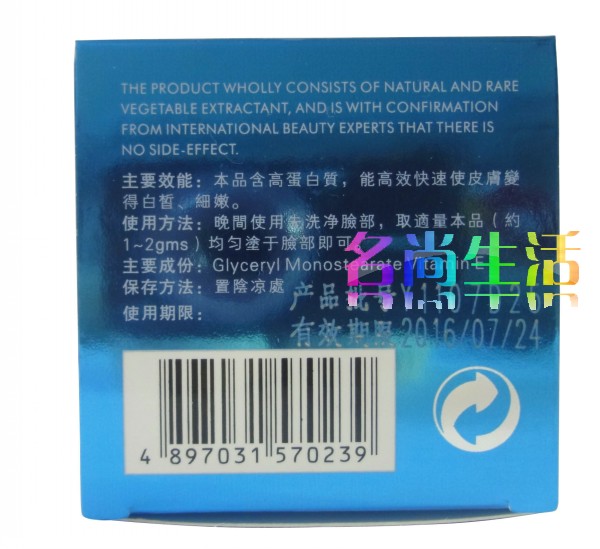 THE PRODUCT WHOLLY CONSISTS OF NATURAL AND RARE
VEGETABLE EXTRACTANT, AND IS WITH CONFIRMATION
FROM INTERNATIONAL BEAUTY EXPERTS THAT THERE IS
NO SIDE-EFFECT.
主要效能：本品含高蛋白質，能高效快速使皮膚變
得白皙、細嫩。
使用方法：晚間使用先洗净臉部，取適量本品（約
1~2gms）均匀塗于臉部即可。
名尚生活
主要成份：Glyceryl Monostearate Vitamin E
保存方法：置陰凉處
产品批号
使用期限：
有效期限2016/07/24
4 897031 570239